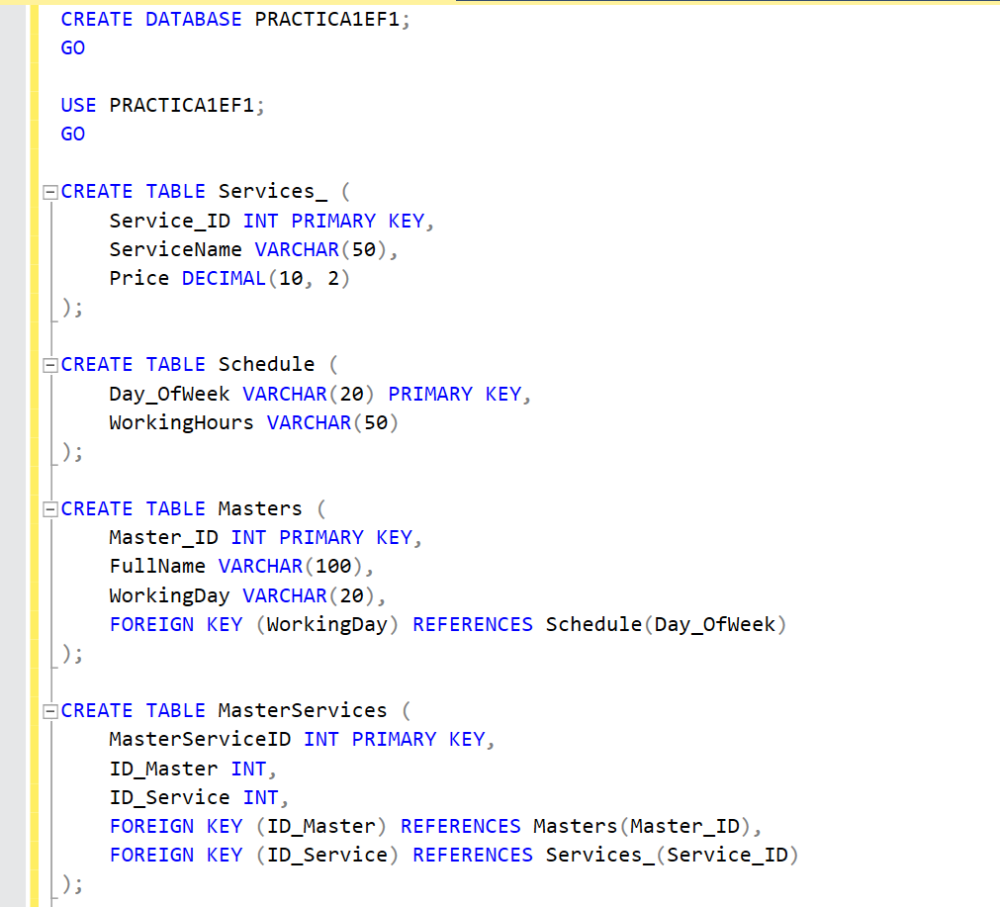 CREATE DATABASE PRACTICA1EF1;
GO
USE PRACTICA1EF1;
GO
CREATE TABLE Services_ (
Service_ID INT PRIMARY KEY,
ServiceName VARCHAR(50),
Price DECIMAL(10, 2)
);
CREATE TABLE Schedule (
Day_OfWeek VARCHAR(20) PRIMARY KEY,
WorkingHours VARCHAR(50)
);
CREATE TABLE Masters (
Master_ID INT PRIMARY KEY,
FullName VARCHAR(100),
WorkingDay VARCHAR(20),
FOREIGN KEY (WorkingDay) REFERENCES Schedule(Day_OfWeek)
);
CREATE TABLE MasterServices (
MasterServiceID INT PRIMARY KEY,
ID_Master INT,
ID_Service INT,
FOREIGN KEY (ID_Master) REFERENCES Masters(Master_ID),
FOREIGN KEY (ID_Service) REFERENCES Services_(Service_ID)
);